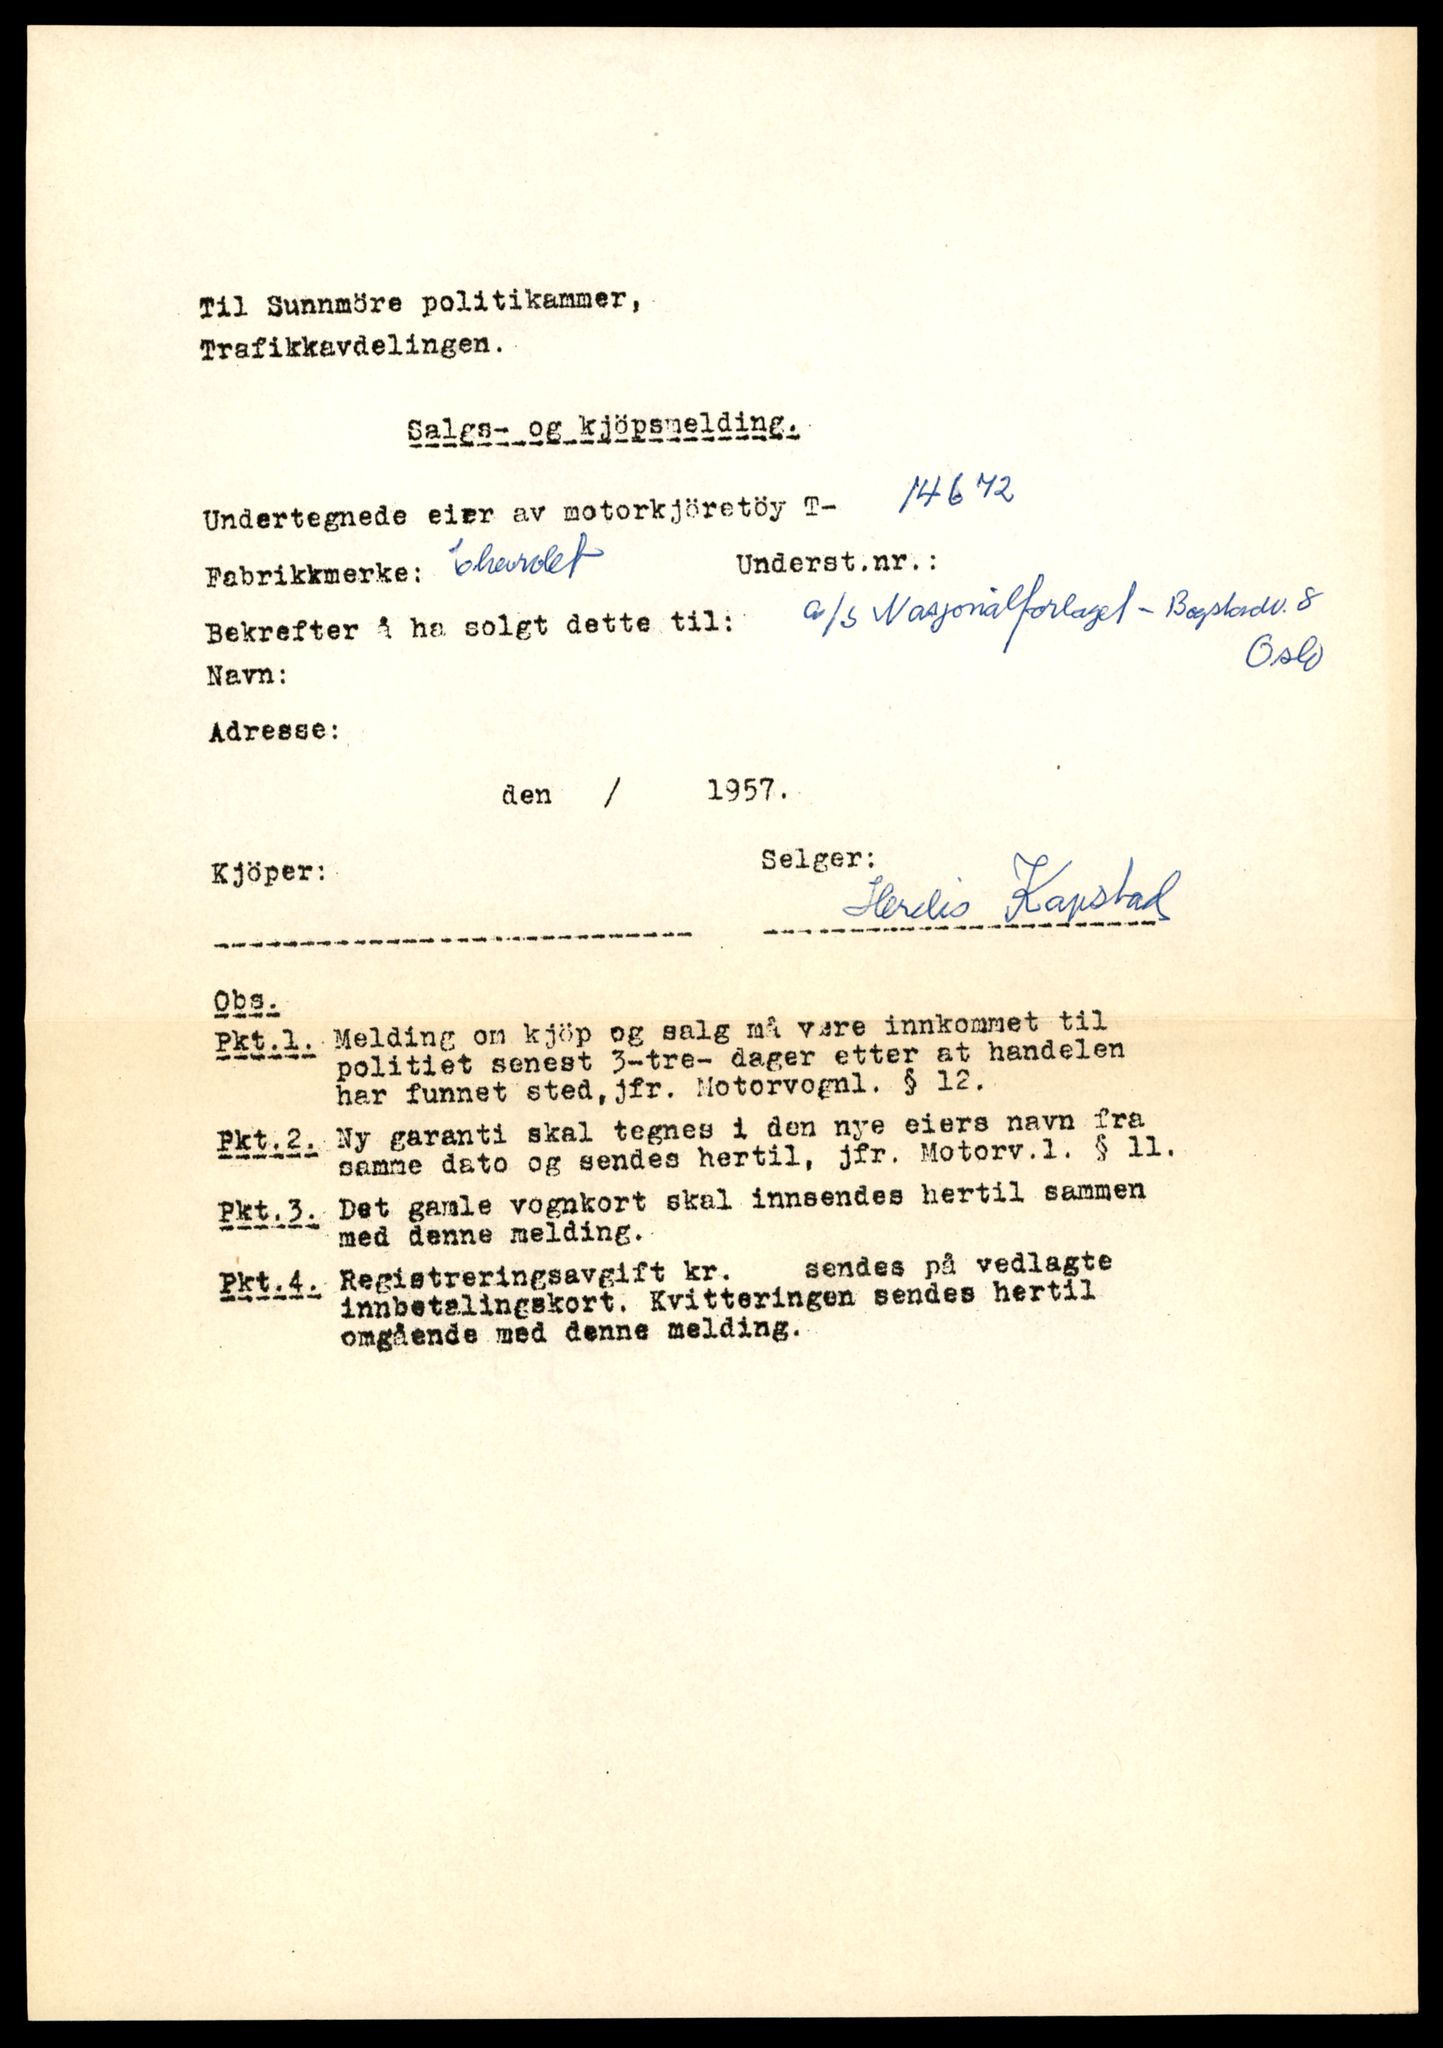 Til Sunnmöre politikammer,
Trafikkavdelingen.
Salgs- og kjöpsmelding.
Undertegnede eier av motorkjöretöy T- 14672
Fabrikkmerke: Chevrolet Underst.nr.:
Bekrefter å ha solgt dette til: a/s Nasjonalforlaget - Bogstadv. 8
Oslo
Navn:
Adresse:
den / 1957.
Kjöper: Selger:
Herdis Kapstad
Obs.
Pkt.1. Melding om kjöp og salg må være innkommet til
politiet senest 3-tre- dager etter at handelen
har funnet sted, jfr. Motorvognl. § 12.
Pkt.2. Ny garanti skal tegnes i den nye eiers navn fra
samme dato og sendes hertil, jfr. Motorv.l. § 11.
Pkt.3. Det gamle vognkort skal innsendes hertil sammen
med denne melding.
Pkt.4. Registreringsavgift kr. sendes på vedlagte
innbetalingskort. Kvitteringen sendes hertil
omgående med denne melding.